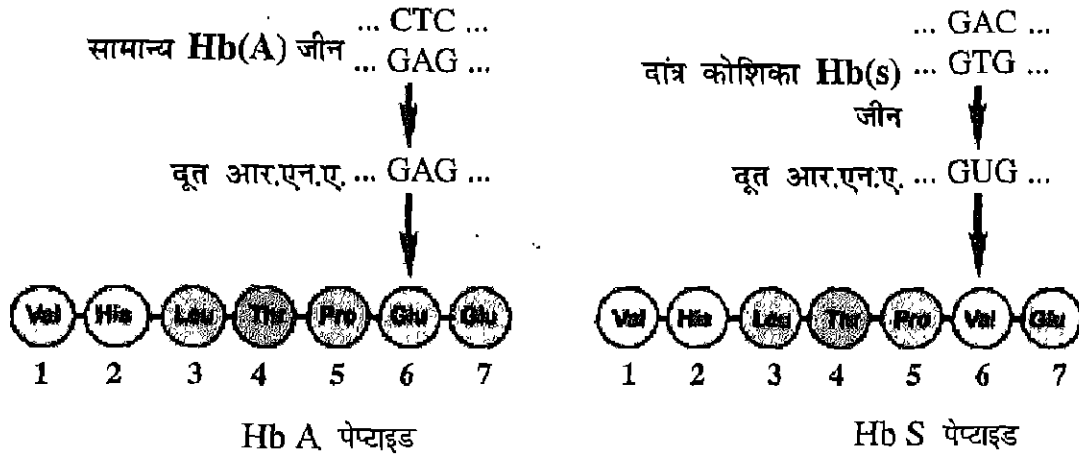 ... CTC ...
सामान्य Hb(A) जीन ... GAG ...
दूत आर.एन.ए. ... GAG ...
Val His Leu Thr Pro Glu Glu
1 2 3 4 5 6 7
Hb A पेप्टाइड
... GAC ...
दांत्र कोशिका Hb(s) ... GTG ...
जीन
दूत आर.एन.ए. ... GUG ...
Val His Leu Thr Pro Val Glu
1 2 3 4 5 6 7
Hb S पेप्टाइड